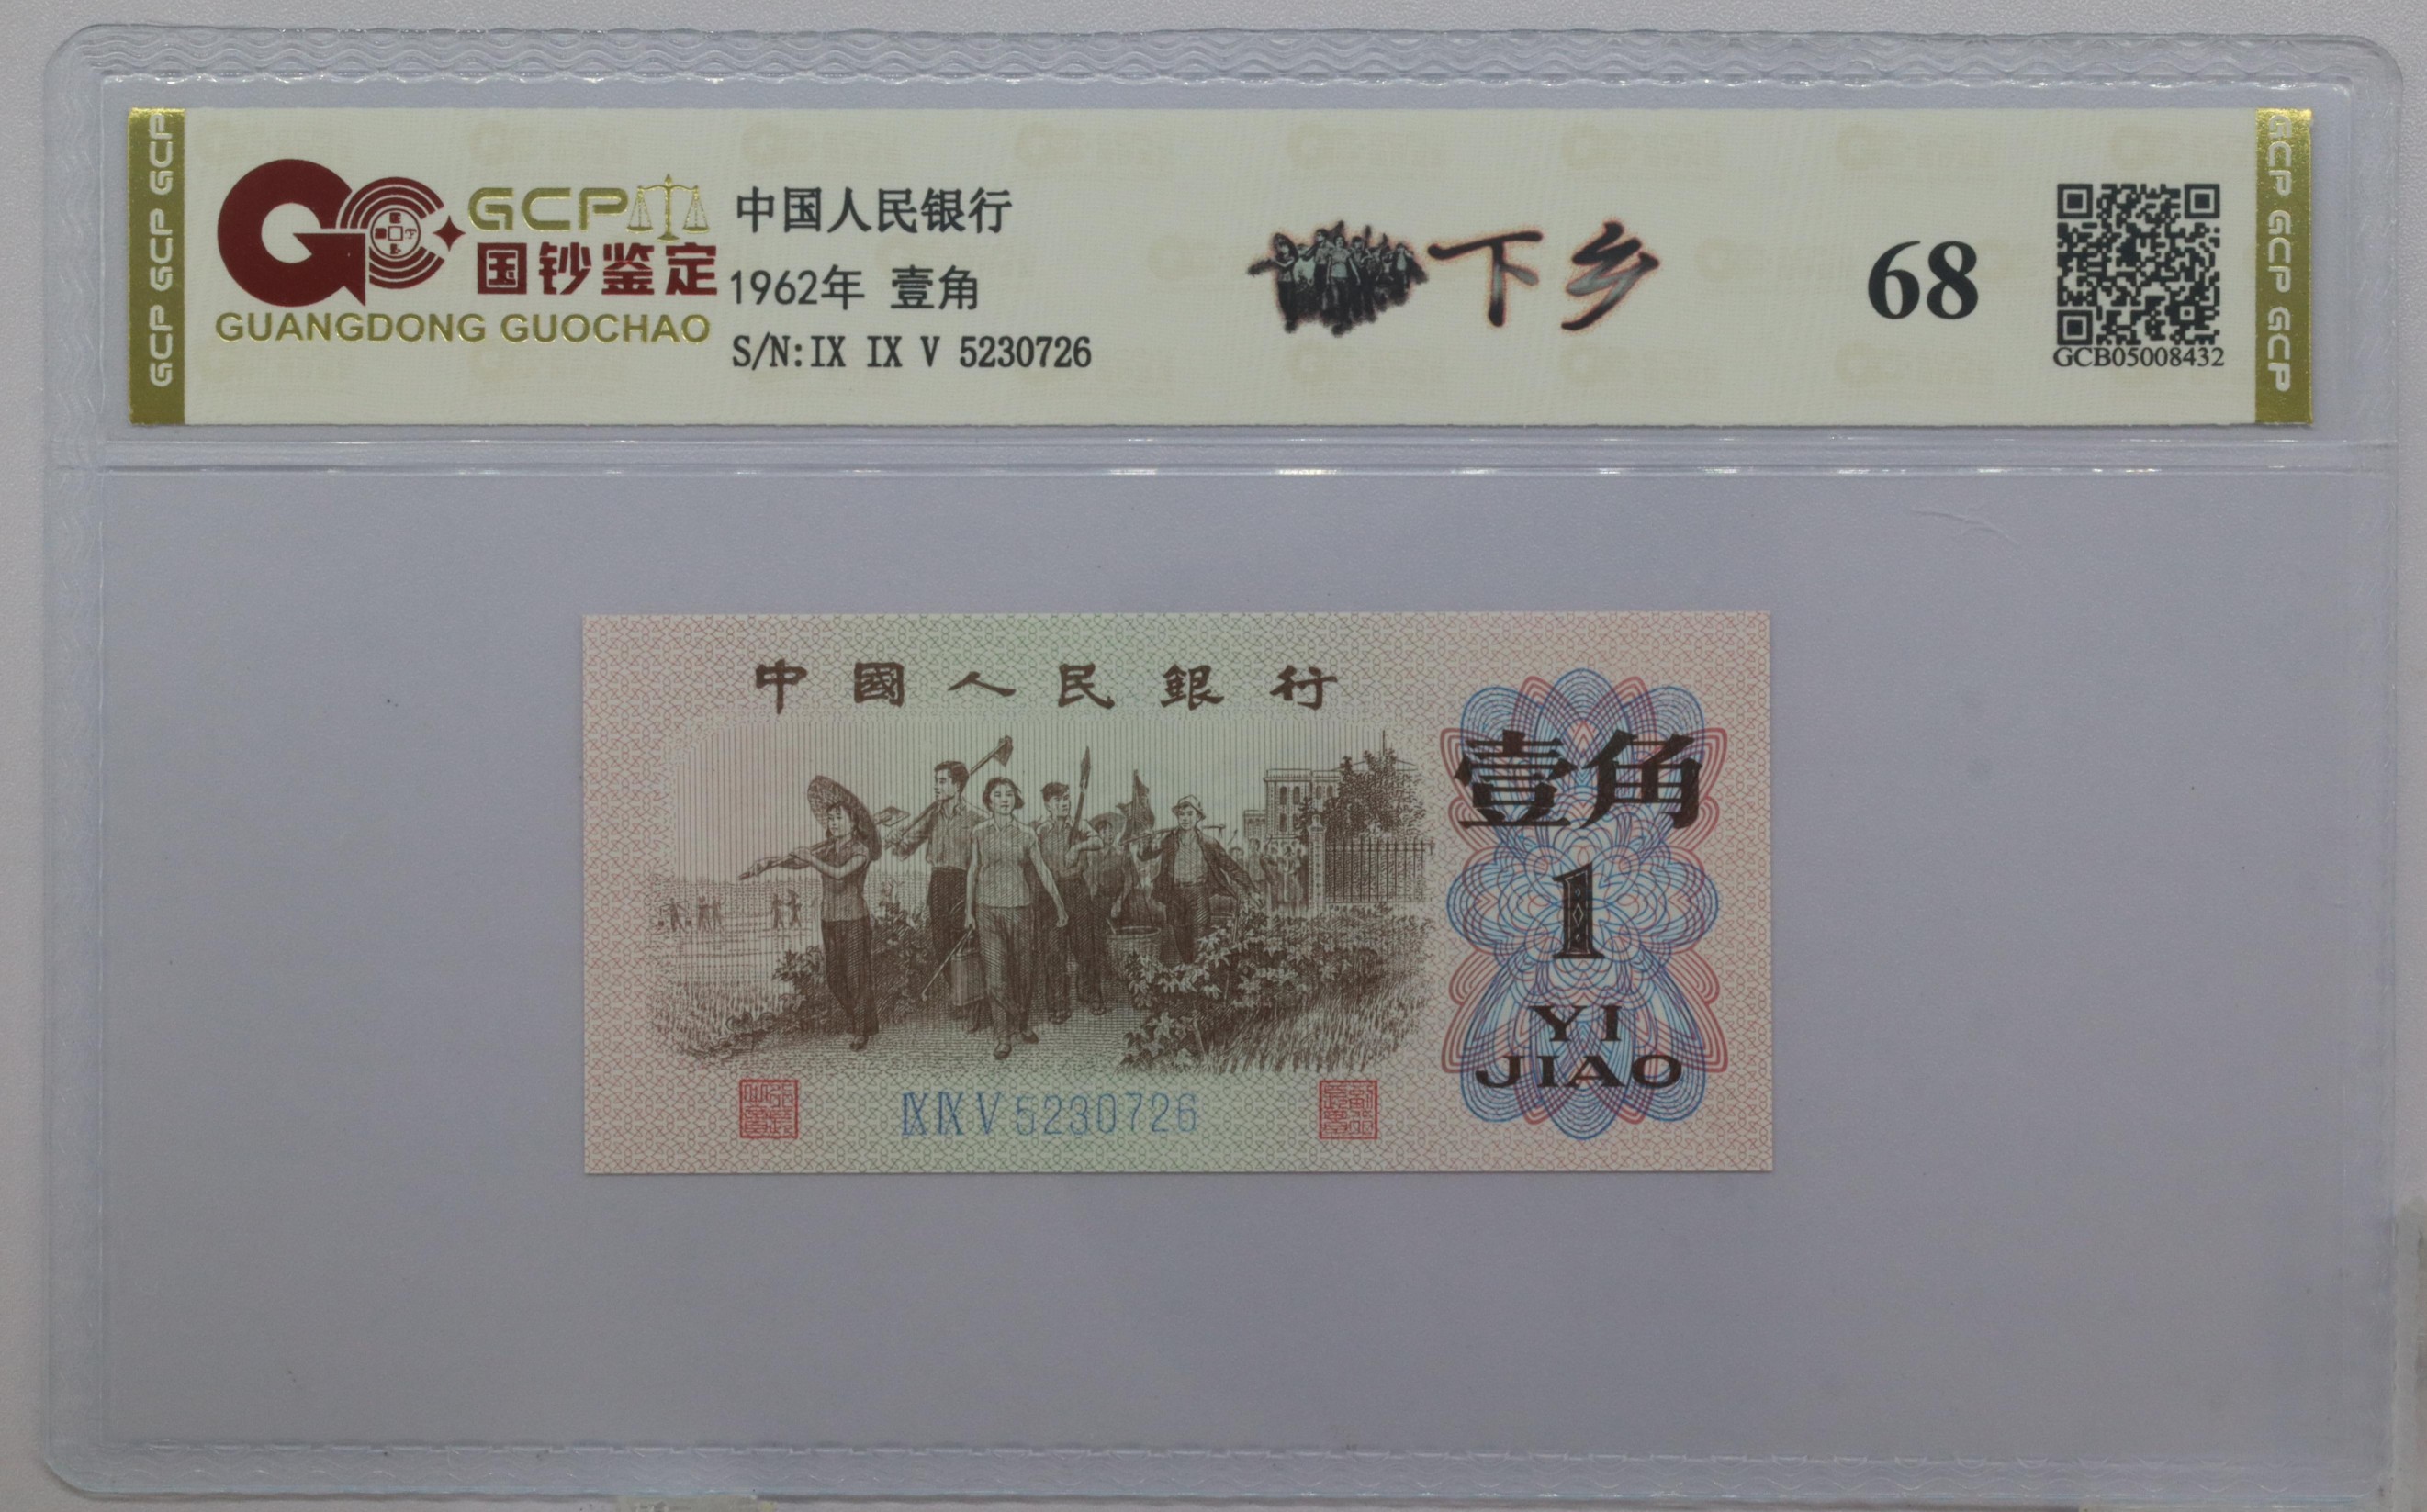 GCP GCP GCP
GCP
国钞鉴定
GUANGDONG GUOCHAO
中国人民银行
1962年 壹角
S/N:IX IX V 5230726
下乡
68
GCB05008432
GCP GCP GCP
中國人民銀行
壹角
1
YI
JIAO
IX IX V 5230726